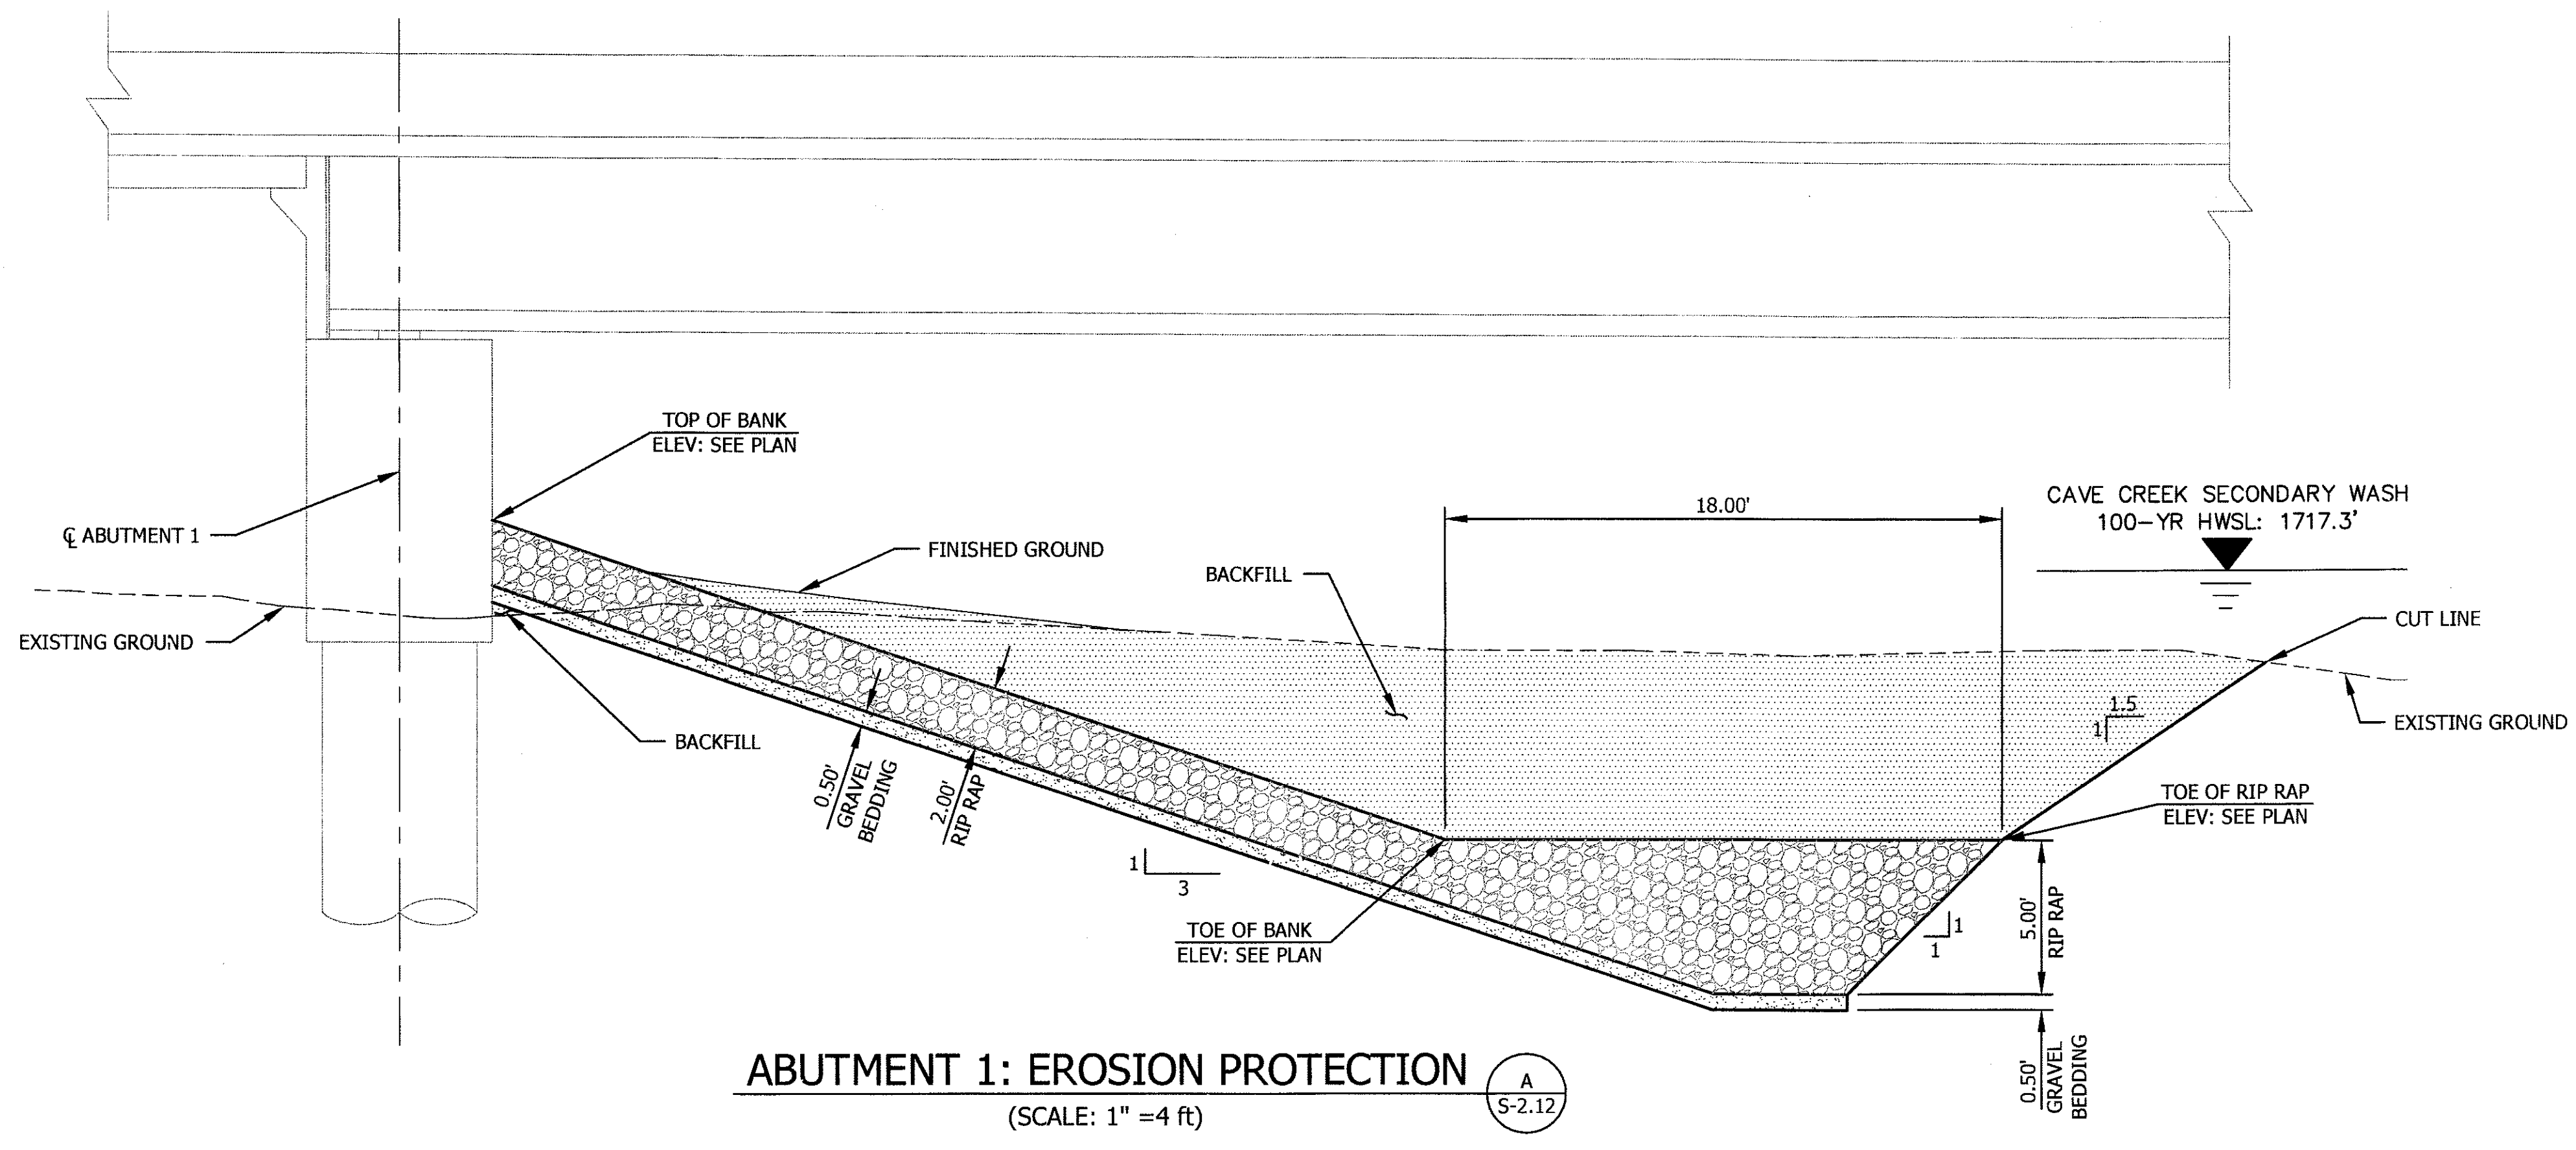 TOP OF BANK
ELEV: SEE PLAN
℄ ABUTMENT 1
EXISTING GROUND
FINISHED GROUND
BACKFILL
18.00'
CAVE CREEK SECONDARY WASH
100-YR HWSL: 1717.3'
CUT LINE
1.5
1
EXISTING GROUND
BACKFILL
0.50'
GRAVEL
BEDDING
2.00'
RIP RAP
1
3
TOE OF RIP RAP
ELEV: SEE PLAN
TOE OF BANK
ELEV: SEE PLAN
1
1
5.00'
RIP RAP
0.50'
GRAVEL
BEDDING
ABUTMENT 1: EROSION PROTECTION
(SCALE: 1" =4 ft)
A
S-2.12